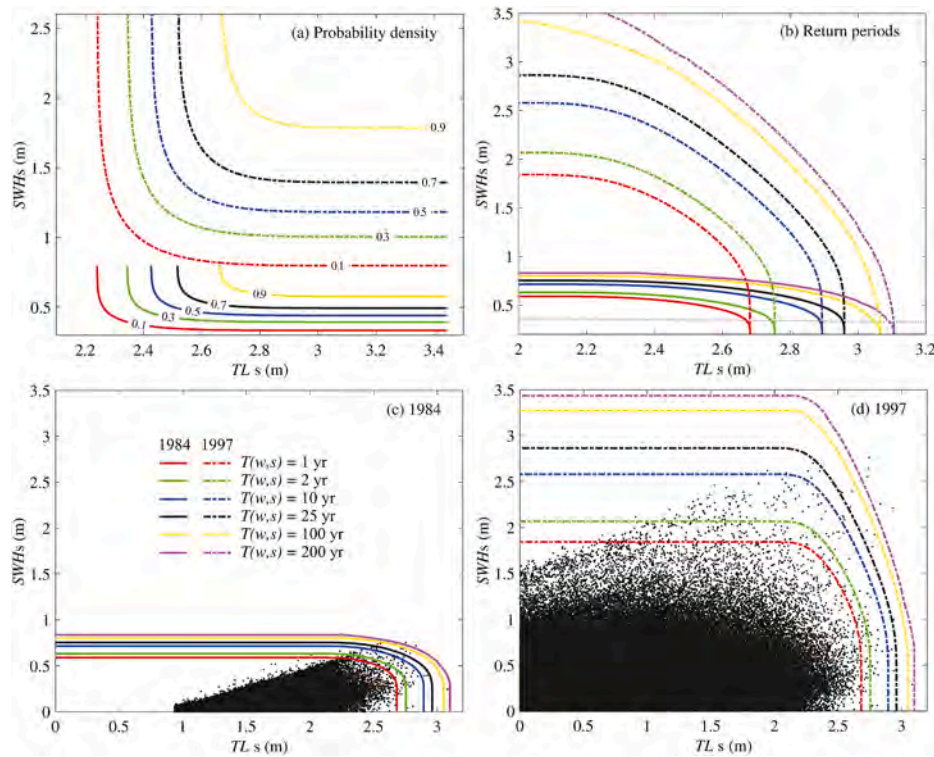 (a) Probability density
2.5
2
1.5
1
0.5
SWHs (m)
0.9
0.7
0.5
0.3
0.1
0.9
0.7
0.5
0.3
0.1
2.2 2.4 2.6 2.8 3 3.2 3.4
TL s (m)
(b) Return periods
3.5
3
2.5
2
1.5
1
0.5
SWHs (m)
2 2.2 2.4 2.6 2.8 3 3.2
TL s (m)
(c) 1984
3.5
3
2.5
2
1.5
1
0.5
0
SWHs (m)
1984 1997
T(w,s) = 1 yr
T(w,s) = 2 yr
T(w,s) = 10 yr
T(w,s) = 25 yr
T(w,s) = 100 yr
T(w,s) = 200 yr
0 0.5 1 1.5 2 2.5 3
TL s (m)
(d) 1997
3.5
3
2.5
2
1.5
1
0.5
0
SWHs (m)
0 0.5 1 1.5 2 2.5 3
TL s (m)